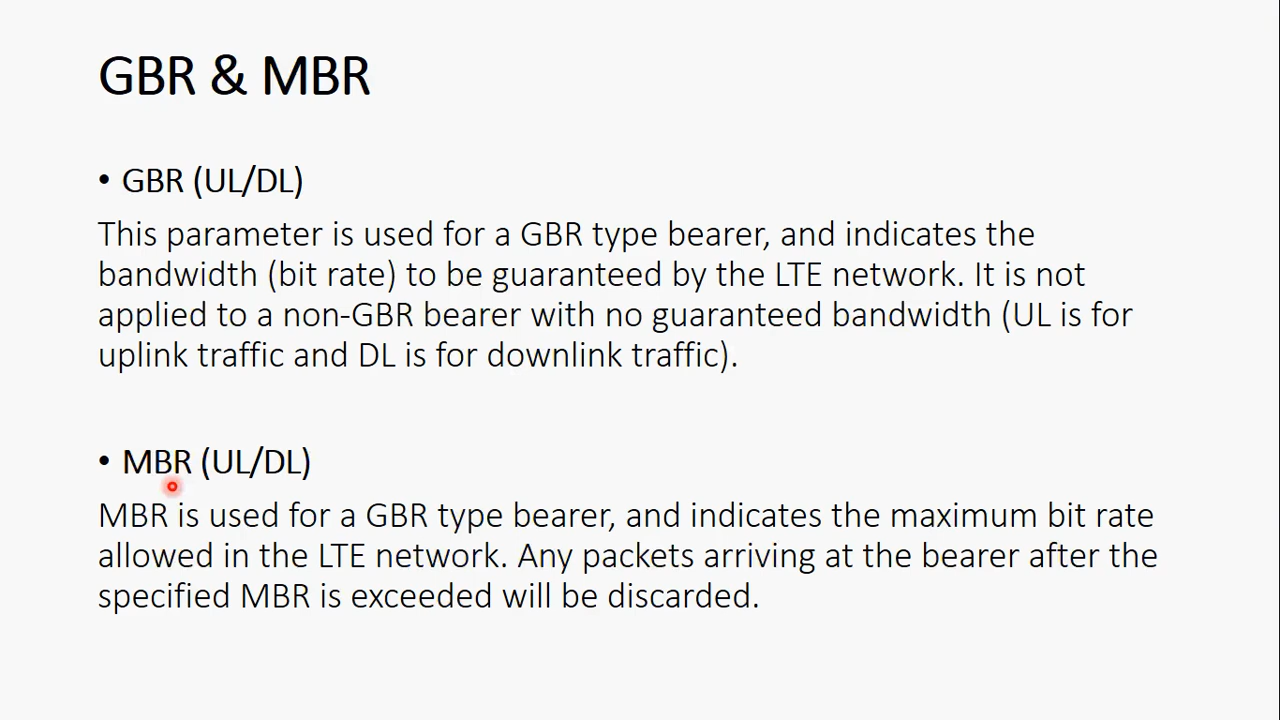 GBR & MBR
• GBR (UL/DL)
This parameter is used for a GBR type bearer, and indicates the
bandwidth (bit rate) to be guaranteed by the LTE network. It is not
applied to a non-GBR bearer with no guaranteed bandwidth (UL is for
uplink traffic and DL is for downlink traffic).
• MBR (UL/DL)
MBR is used for a GBR type bearer, and indicates the maximum bit rate
allowed in the LTE network. Any packets arriving at the bearer after the
specified MBR is exceeded will be discarded.